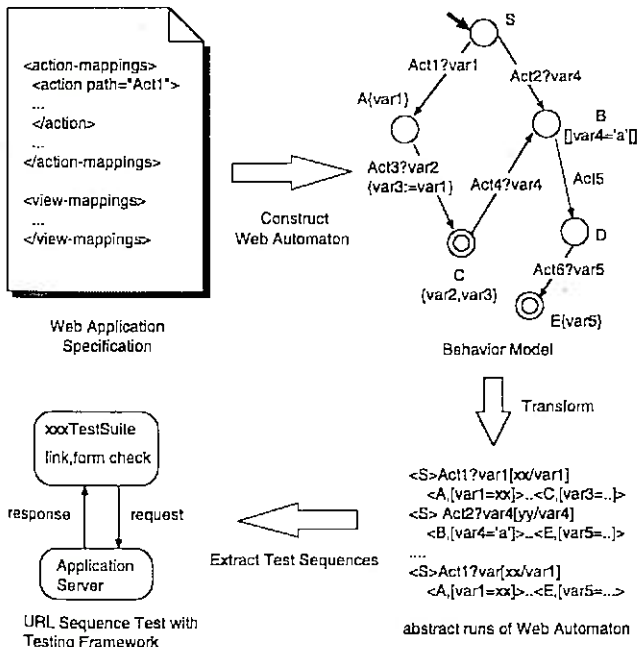 <action-mappings>
<action path="Act1">
...
</action>
...
</action-mappings>
<view-mappings>
...
</view-mappings>
Web Application
Specification
Construct
Web Automaton
S
Act1?var1
Act2?var4
A{var1}
B
[]var4='a'[]
Act3?var2
{var3:=var1}
Act4?var4
Act5
C
{var2,var3}
D
Act6?var5
E{var5}
Behavior Model
Transform
<S>Act1?var1[xx/var1]
<A,[var1=xx]>..<C,[var3=..]>
<S> Act2?var4[yy/var4]
<B,[var4='a']>..<E,[var5=..]>
....
<S>Act1?var[xx/var1]
<A,[var1=xx]>...<E,[var5=...>
abstract runs of Web Automaton
Extract Test Sequences
xxxTestSuite
link,form check
response
request
Application
Server
URL Sequence Test with
Testing Framework